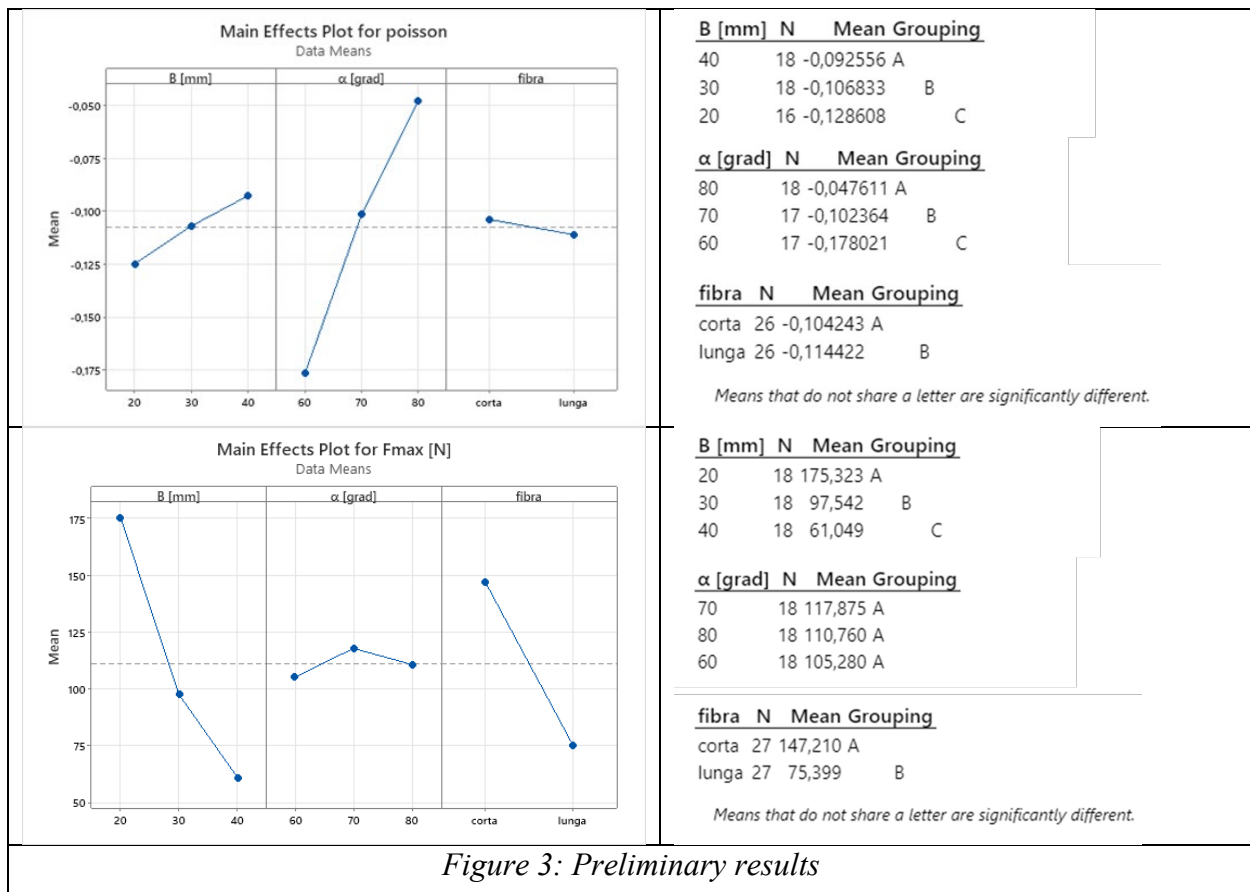 Main Effects Plot for poisson
Data Means
B [mm] α [grad] fibra
-0,050
-0,075
-0,100
-0,125
-0,150
-0,175
Mean
20 30 40 60 70 80 corta lunga
B [mm] N Mean Grouping
40 18 -0,092556 A
30 18 -0,106833 B
20 16 -0,128608 C
α [grad] N Mean Grouping
80 18 -0,047611 A
70 17 -0,102364 B
60 17 -0,178021 C
fibra N Mean Grouping
corta 26 -0,104243 A
lunga 26 -0,114422 B
Means that do not share a letter are significantly different.
Main Effects Plot for Fmax [N]
Data Means
B [mm] α [grad] fibra
175
150
125
100
75
50
Mean
20 30 40 60 70 80 corta lunga
B [mm] N Mean Grouping
20 18 175,323 A
30 18 97,542 B
40 18 61,049 C
α [grad] N Mean Grouping
70 18 117,875 A
80 18 110,760 A
60 18 105,280 A
fibra N Mean Grouping
corta 27 147,210 A
lunga 27 75,399 B
Means that do not share a letter are significantly different.
Figure 3: Preliminary results